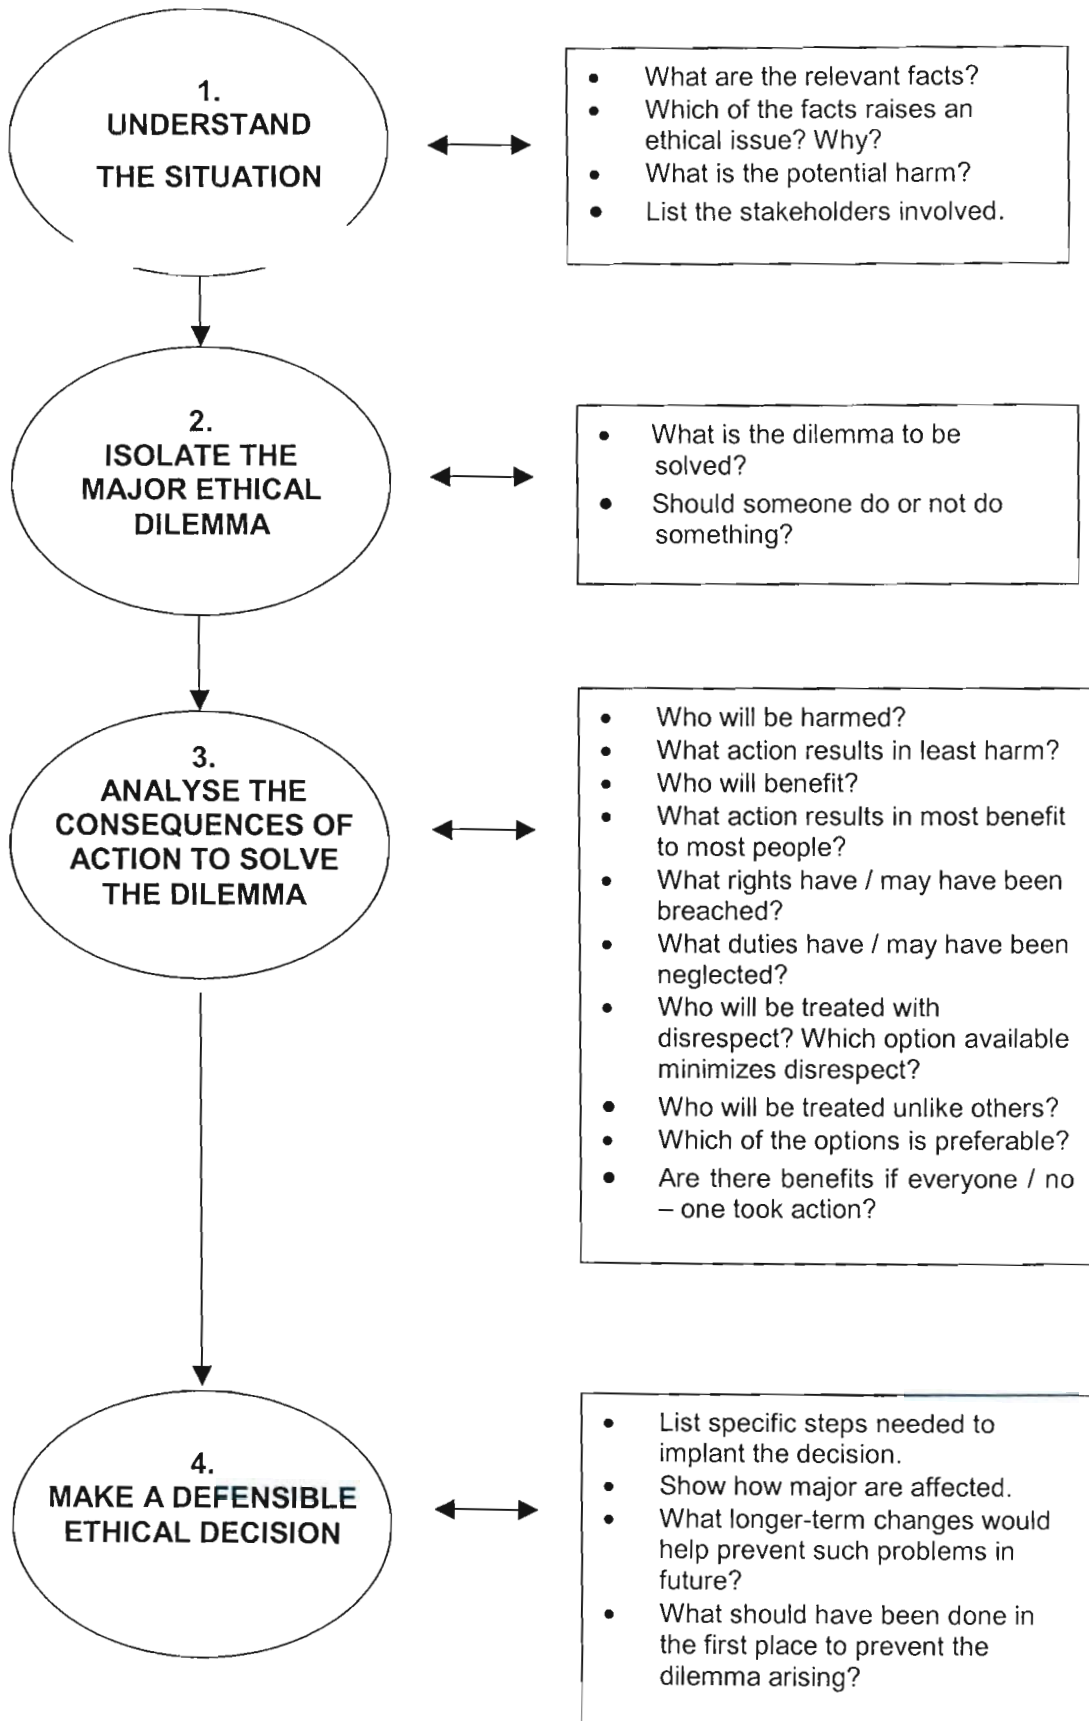 1.
UNDERSTAND
THE SITUATION
• What are the relevant facts?
• Which of the facts raises an
ethical issue? Why?
• What is the potential harm?
• List the stakeholders involved.
2.
ISOLATE THE
MAJOR ETHICAL
DILEMMA
• What is the dilemma to be
solved?
• Should someone do or not do
something?
3.
ANALYSE THE
CONSEQUENCES OF
ACTION TO SOLVE
THE DILEMMA
• Who will be harmed?
• What action results in least harm?
• Who will benefit?
• What action results in most benefit
to most people?
• What rights have / may have been
breached?
• What duties have / may have been
neglected?
• Who will be treated with
disrespect? Which option available
minimizes disrespect?
• Who will be treated unlike others?
• Which of the options is preferable?
• Are there benefits if everyone / no
– one took action?
4.
MAKE A DEFENSIBLE
ETHICAL DECISION
• List specific steps needed to
implant the decision.
• Show how major are affected.
• What longer-term changes would
help prevent such problems in
future?
• What should have been done in
the first place to prevent the
dilemma arising?